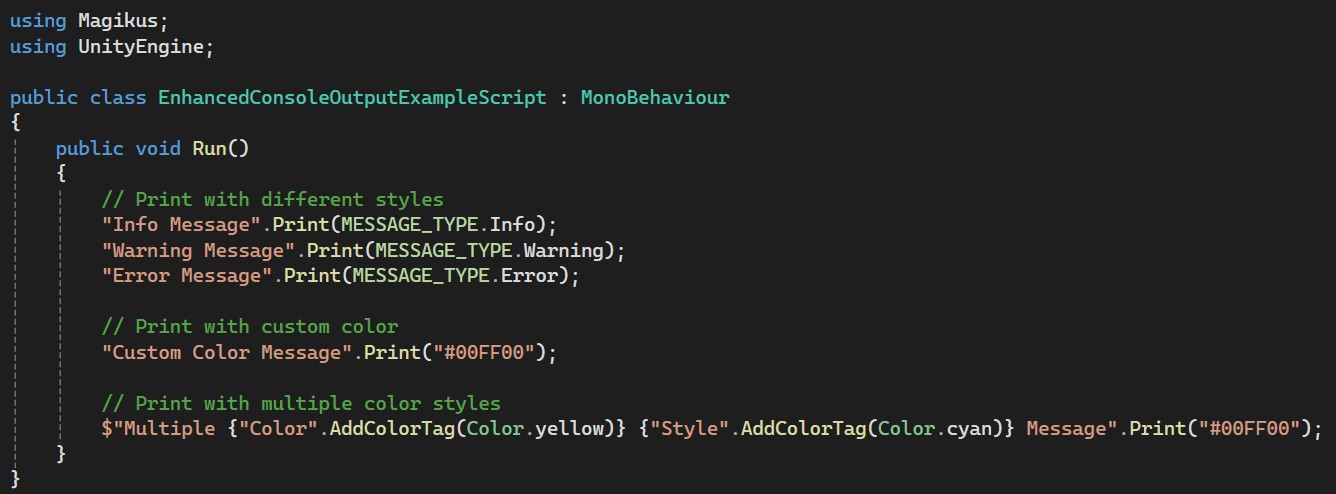 using Magikus;
using UnityEngine;

public class EnhancedConsoleOutputExampleScript : MonoBehaviour
{
    public void Run()
    {
        // Print with different styles
        "Info Message".Print(MESSAGE_TYPE.Info);
        "Warning Message".Print(MESSAGE_TYPE.Warning);
        "Error Message".Print(MESSAGE_TYPE.Error);

        // Print with custom color
        "Custom Color Message".Print("#00FF00");

        // Print with multiple color styles
        $"Multiple {"Color".AddColorTag(Color.yellow)} {"Style".AddColorTag(Color.cyan)} Message".Print("#00FF00");
    }
}